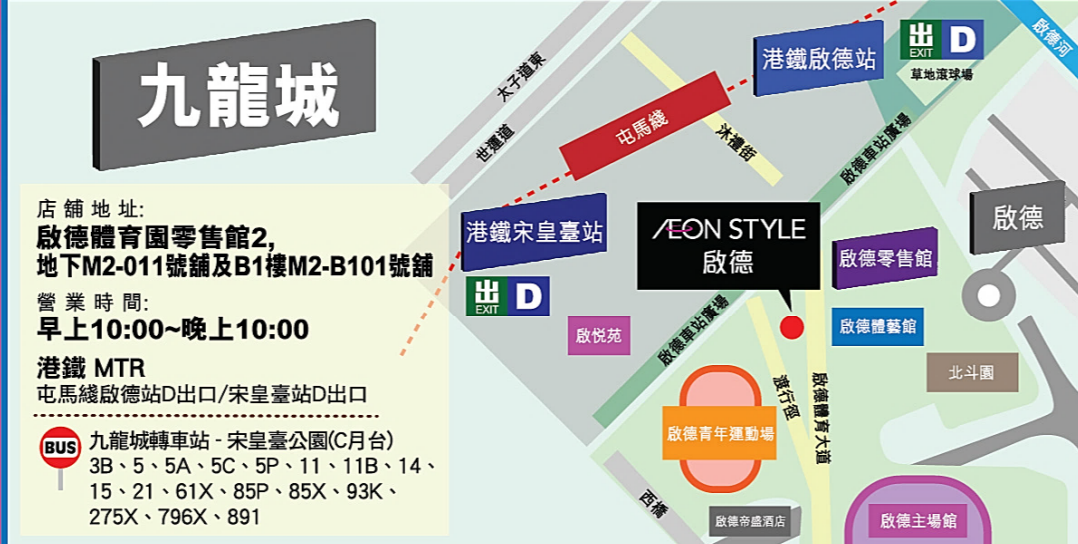 九龍城
店舖地址:
啟德體育園零售館2,
地下M2-011號舖及B1樓M2-B101號舖
營業時間:
早上10:00~晚上10:00
港鐵 MTR
屯馬綫啟德站D出口/宋皇臺站D出口
BUS
九龍城轉車站 - 宋皇臺公園(C月台)
3B、5、5A、5C、5P、11、11B、14、
15、21、61X、85P、85X、93K、
275X、796X、891
太子道東
世運道
屯馬綫
沐禮街
港鐵啟德站
出 D
EXIT
草地滾球場
啟德河
啟德車站廣場
港鐵宋皇臺站
出 D
EXIT
ÆON STYLE
啟德
啟德零售館
啟德
啟悦苑
啟德車站廣場
啟德體藝館
北斗園
渡行徑
啟德體育大道
啟德青年運動場
西橋
啟德帝盛酒店
啟德主場館